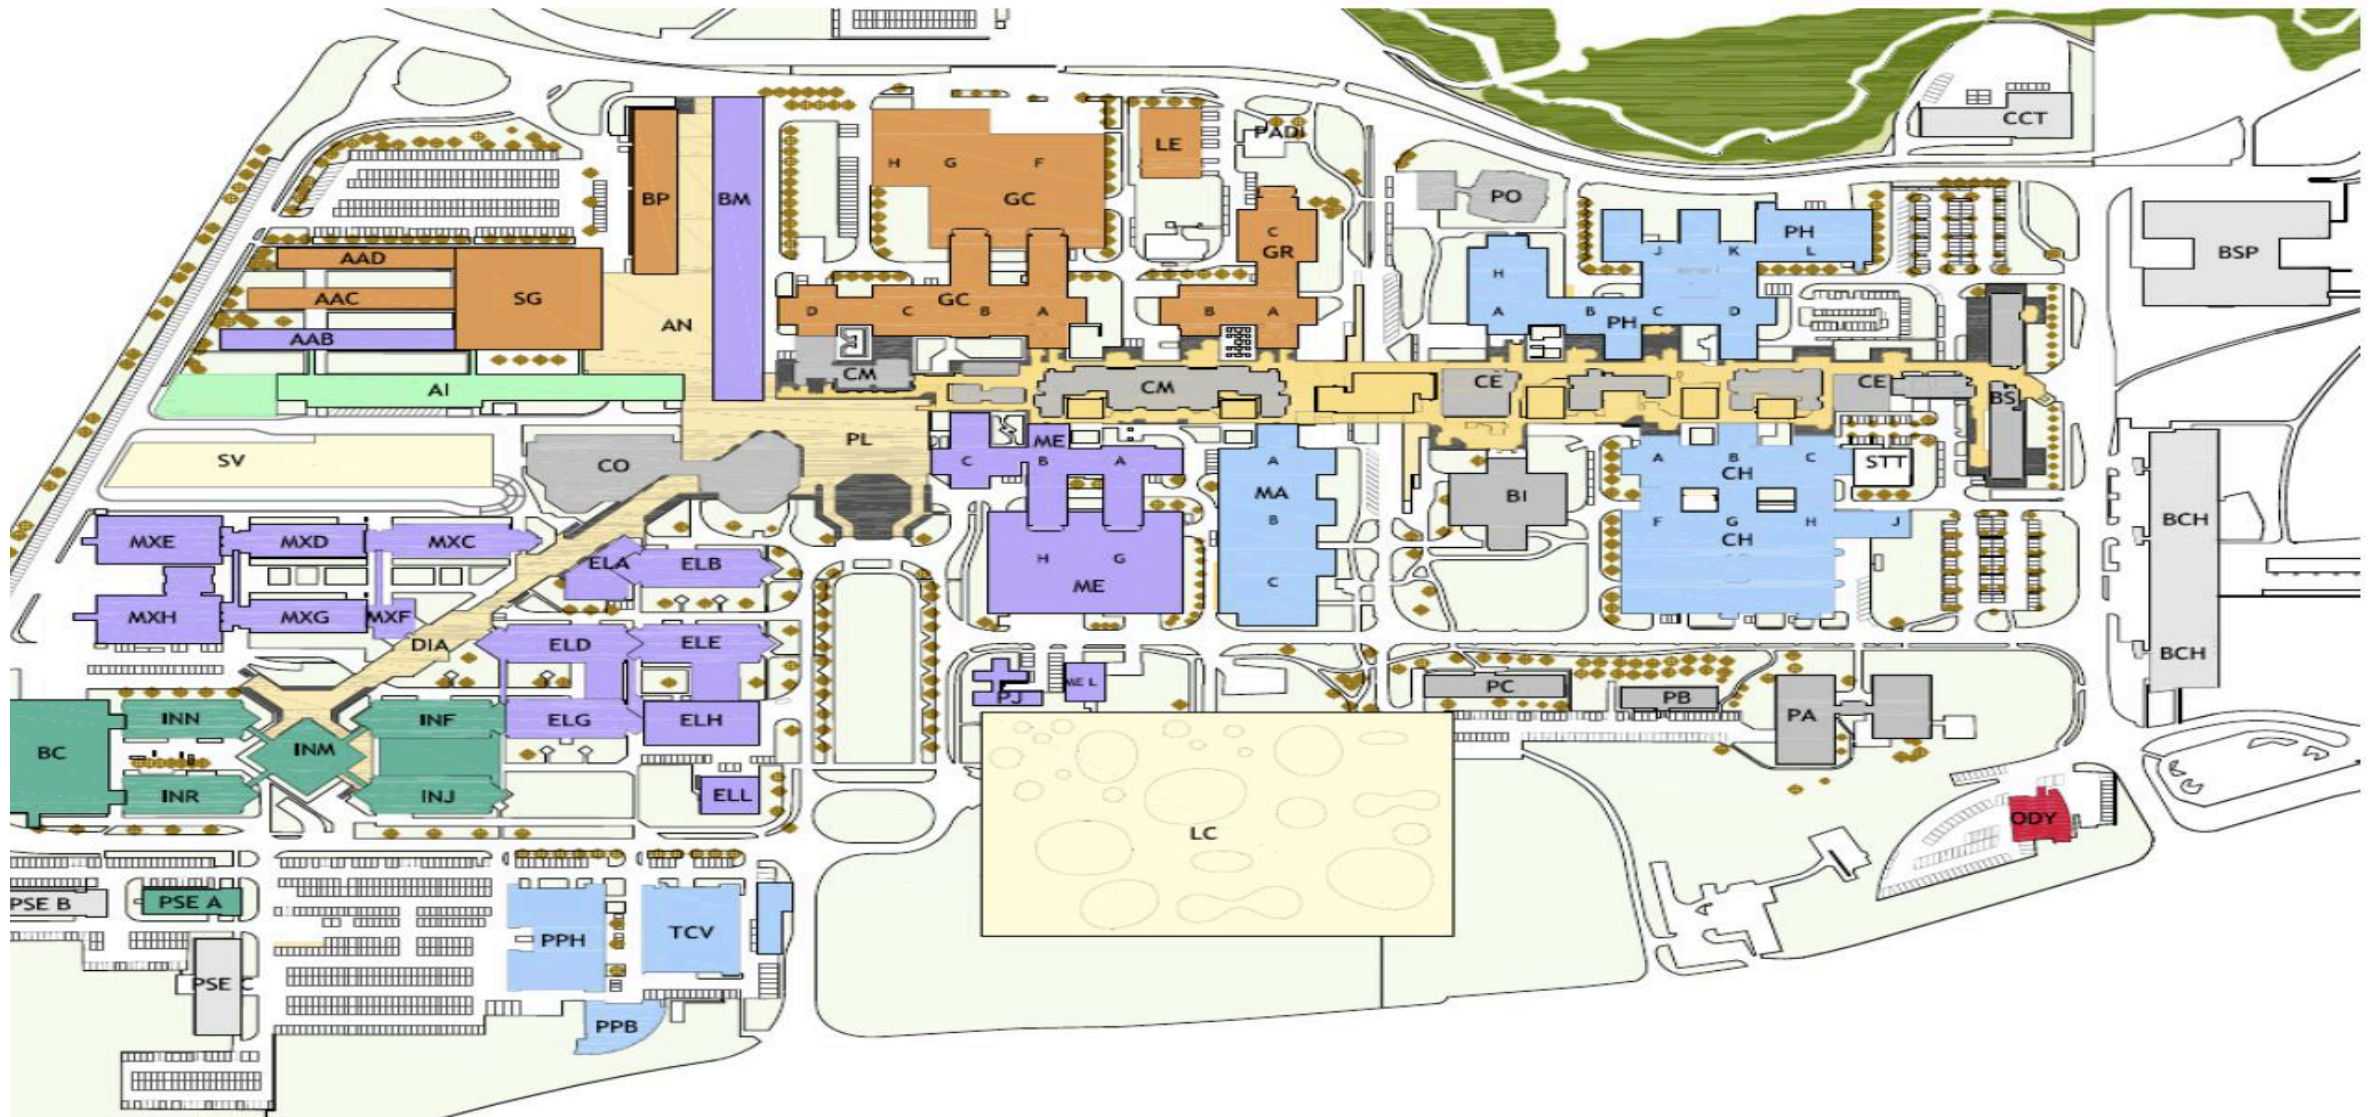 CCT
PADi
LE
H G F
GC
BP
BM
PO
C
GR
PH
J K L
BSP
H
AAD
AAC
SG
AAB
AN
GC
D C B A
B A
A B C D
PH
AI
CM
CM
CE
CE
BS
PL
SV
CO
ME
C B A
A
MA
B
C
BI
A B C
CH
STT
F G H J
CH
BCH
MXE
MXD
MXC
ELA
ELB
H G
ME
MXH
MXG
MXF
DIA
ELD
ELE
BCH
PJ
ME L
PC
PB
PA
INN
INF
ELG
ELH
BC
INM
INR
INJ
ELL
LC
ODY
PSE B
PSE A
PPH
TCV
PSE C
PPB